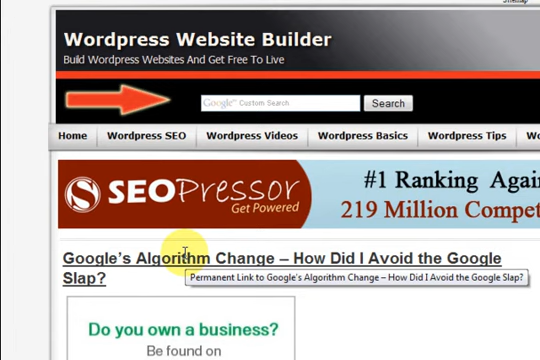 Wordpress Website Builder
Build Wordpress Websites And Get Free To Live
Google™ Custom Search
Search
Home Wordpress SEO Wordpress Videos Wordpress Basics Wordpress Tips Wo
SEOPressor
Get Powered
#1 Ranking Again
219 Million Compet
Google's Algorithm Change – How Did I Avoid the Google
Slap?
Permanent Link to Google's Algorithm Change – How Did I Avoid the Google Slap?
Do you own a business?
Be found on